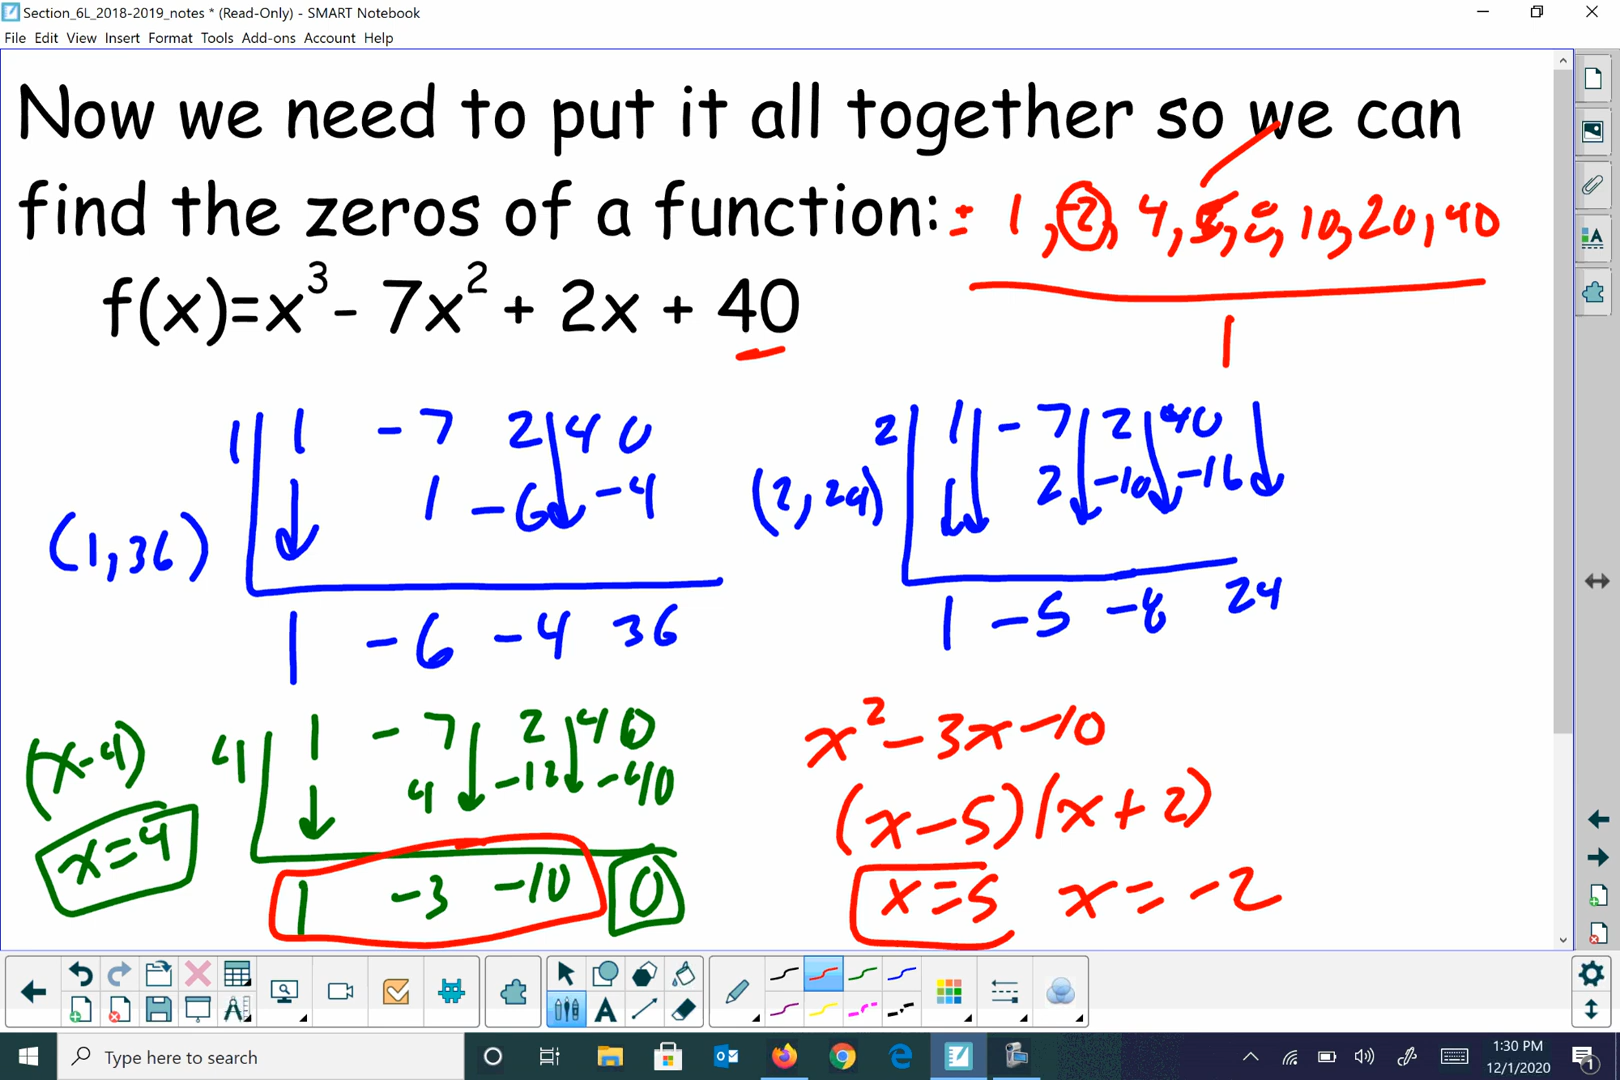 Section_6L_2018-2019_notes * (Read-Only) - SMART Notebook
File Edit View Insert Format Tools Add-ons Account Help
Now we need to put it all together so we can
find the zeros of a function: ± 1, -2, 4, 5, 8, 10, 20, 40
1
f(x)=x³- 7x² + 2x + 40
1 1 -7 2 40
1 -6 -4
(1,36)
1 -6 -4 36
2 1 -7 2 40
(2,24) 2 -10 -16
1 -5 -8 24
(x-4) 4 1 -7 2 40
4 -12 -40
x=4
1 -3 -10 0
x²-3x-10
(x-5)(x+2)
x=5 x=-2
A
Type here to search
1:30 PM
12/1/2020
1